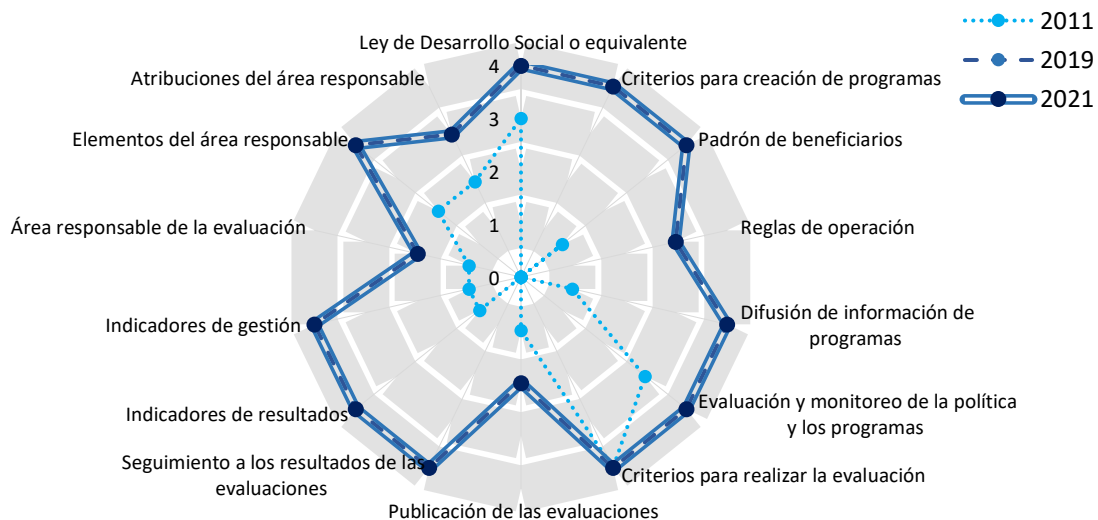 2011
2019
2021
Ley de Desarrollo Social o equivalente
Criterios para creación de programas
Padrón de beneficiarios
Reglas de operación
Difusión de información de
programas
Evaluación y monitoreo de la política
y los programas
Criterios para realizar la evaluación
Publicación de las evaluaciones
Seguimiento a los resultados de las
evaluaciones
Indicadores de resultados
Indicadores de gestión
Área responsable de la evaluación
Elementos del área responsable
Atribuciones del área responsable
4
3
2
1
0